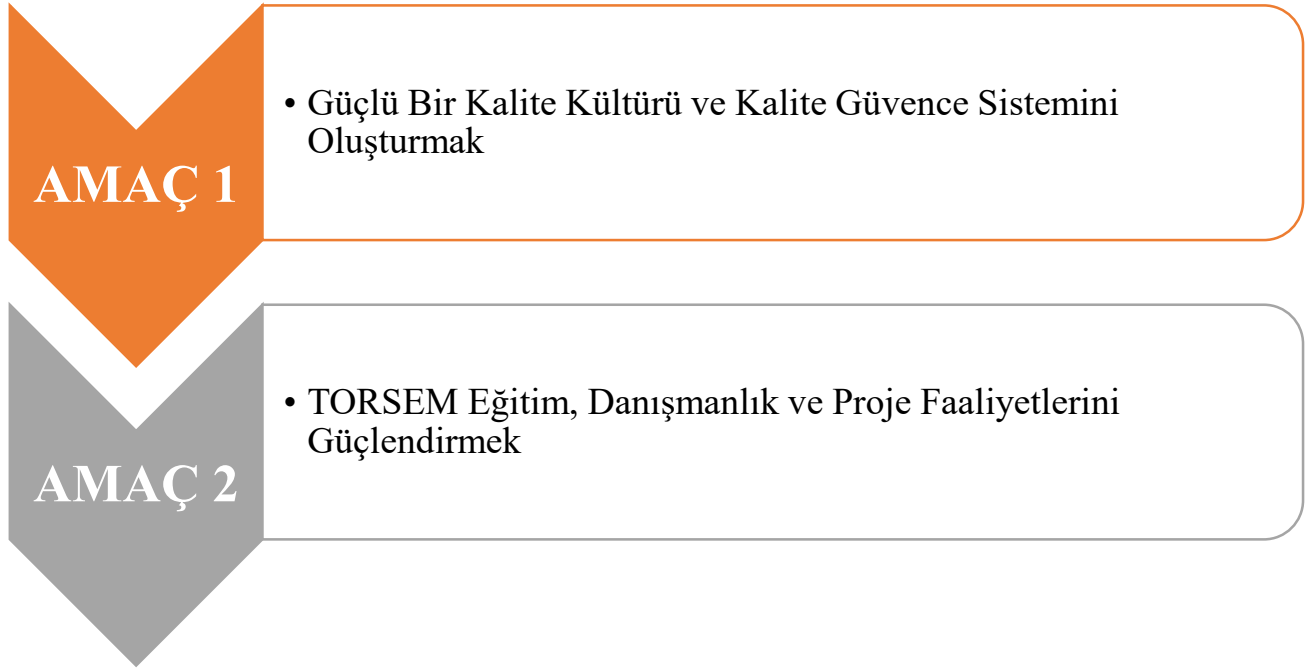 AMAÇ 1
• Güçlü Bir Kalite Kültürü ve Kalite Güvence Sistemini
Oluşturmak
AMAÇ 2
• TORSEM Eğitim, Danışmanlık ve Proje Faaliyetlerini
Güçlendirmek